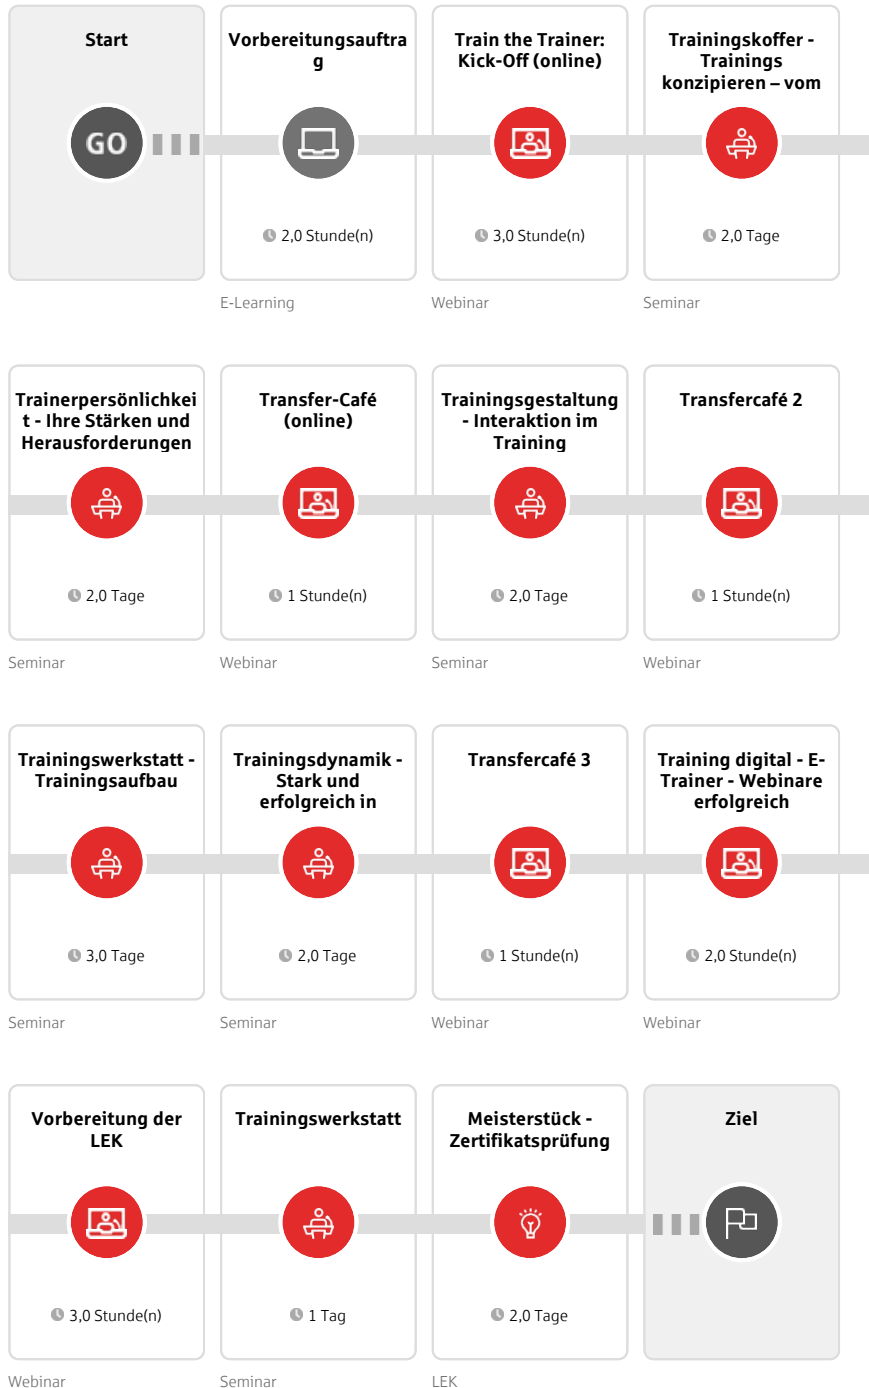 Start
Vorbereitungsauftra
g
Train the Trainer:
Kick-Off (online)
Trainingskoffer -
Trainings
konzipieren – vom
GO
2,0 Stunde(n)
3,0 Stunde(n)
2,0 Tage
E-Learning
Webinar
Seminar
Trainerpersönlichkei
t - Ihre Stärken und
Herausforderungen
Transfer-Café
(online)
Trainingsgestaltung
- Interaktion im
Training
Transfercafé 2
2,0 Tage
1 Stunde(n)
2,0 Tage
1 Stunde(n)
Seminar
Webinar
Seminar
Webinar
Trainingswerkstatt -
Trainingsaufbau
Trainingsdynamik -
Stark und
erfolgreich in
Transfercafé 3
Training digital - E-
Trainer - Webinare
erfolgreich
3,0 Tage
2,0 Tage
1 Stunde(n)
2,0 Stunde(n)
Seminar
Seminar
Webinar
Webinar
Vorbereitung der
LEK
Trainingswerkstatt
Meisterstück -
Zertifikatsprüfung
Ziel
3,0 Stunde(n)
1 Tag
2,0 Tage
Webinar
Seminar
LEK